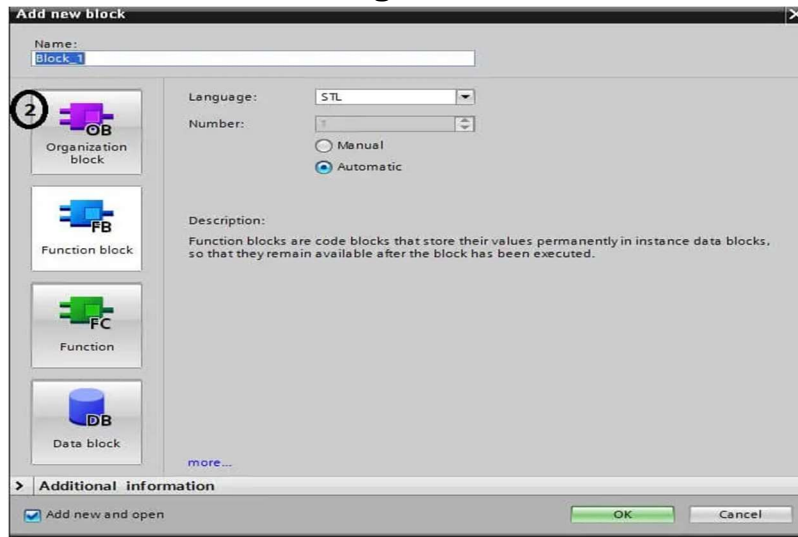 Add new block
Name:
Block_1
2
OB
Organization
block
FB
Function block
FC
Function
DB
Data block
Language:
STL
Number:
1
Manual
Automatic
Description:
Function blocks are code blocks that store their values permanently in instance data blocks,
so that they remain available after the block has been executed.
more...
> Additional information
Add new and open
OK
Cancel